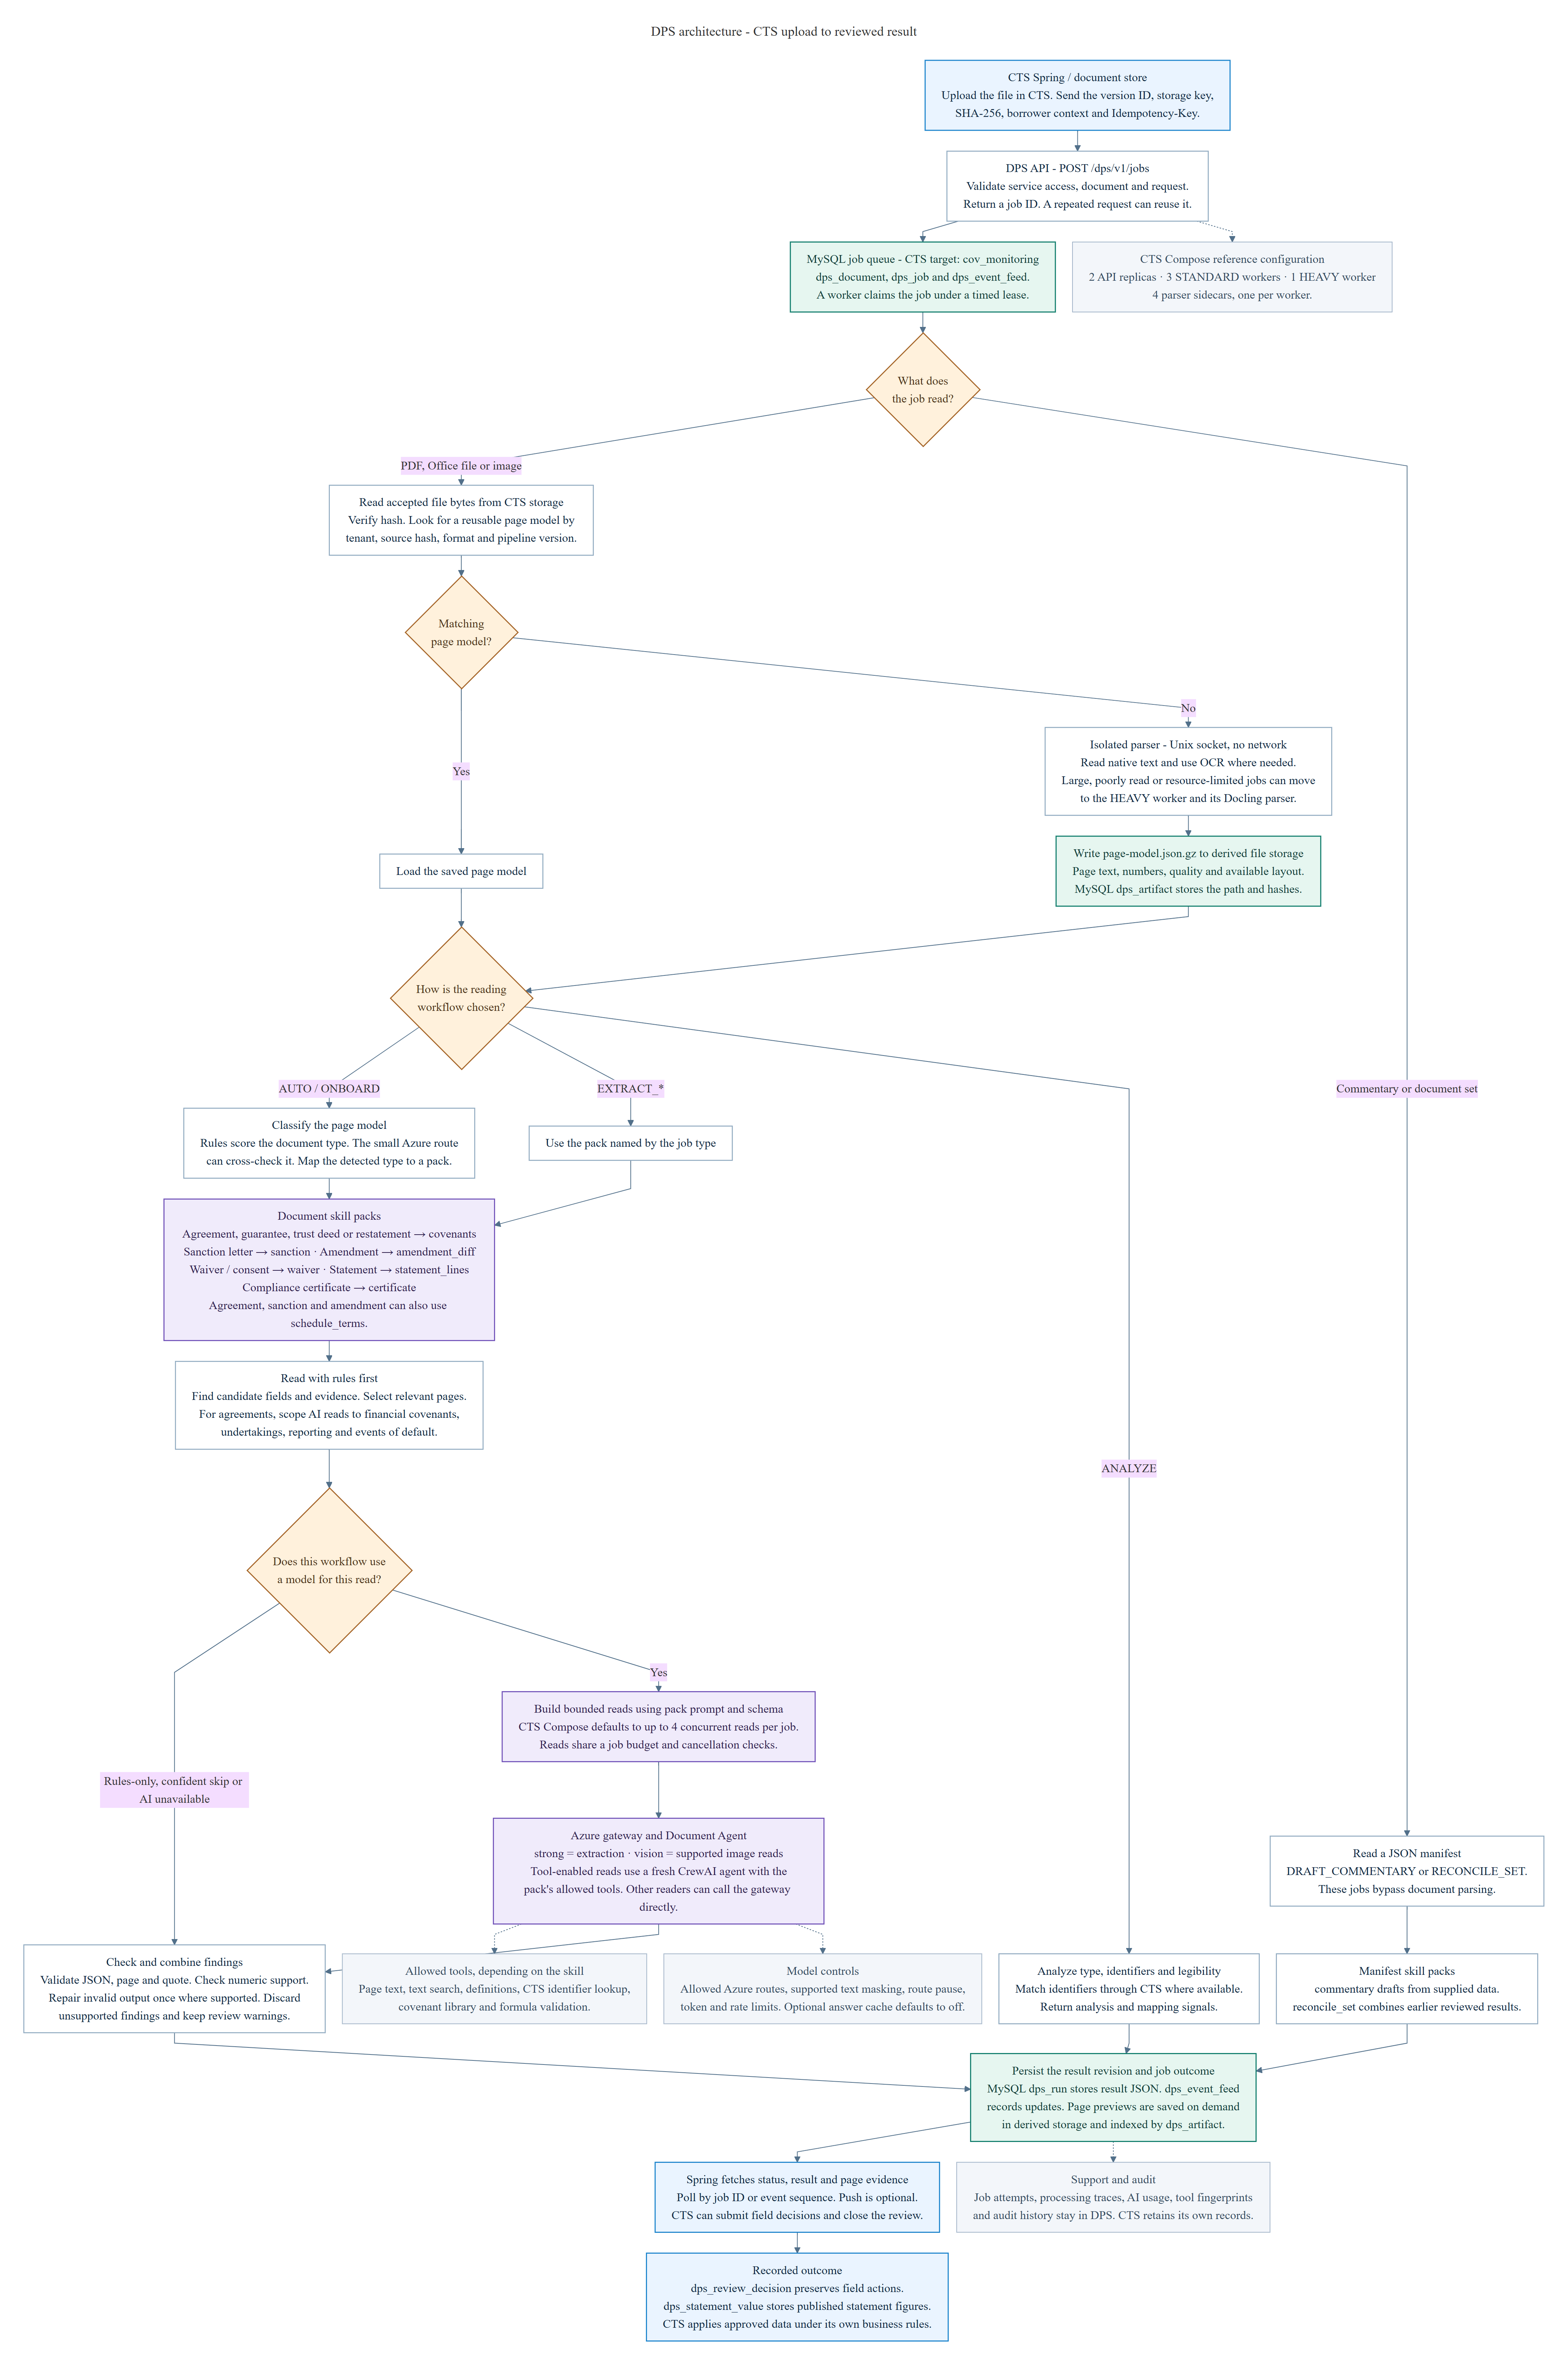 DPS architecture - CTS upload to reviewed result
CTS Spring / document store
Upload the file in CTS. Send the version ID, storage key,
SHA-256, borrower context and Idempotency-Key.
DPS API - POST /dps/v1/jobs
Validate service access, document and request.
Return a job ID. A repeated request can reuse it.
MySQL job queue - CTS target: cov_monitoring
dps_document, dps_job and dps_event_feed.
A worker claims the job under a timed lease.
CTS Compose reference configuration
2 API replicas · 3 STANDARD workers · 1 HEAVY worker
4 parser sidecars, one per worker.
What does
the job read?
PDF, Office file or image
Read accepted file bytes from CTS storage
Verify hash. Look for a reusable page model by
tenant, source hash, format and pipeline version.
Matching
page model?
No
Isolated parser - Unix socket, no network
Read native text and use OCR where needed.
Large, poorly read or resource-limited jobs can move
to the HEAVY worker and its Docling parser.
Yes
Write page-model.json.gz to derived file storage
Page text, numbers, quality and available layout.
MySQL dps_artifact stores the path and hashes.
Load the saved page model
How is the reading
workflow chosen?
AUTO / ONBOARD
EXTRACT_*
Commentary or document set
Classify the page model
Rules score the document type. The small Azure route
can cross-check it. Map the detected type to a pack.
Use the pack named by the job type
Document skill packs
Agreement, guarantee, trust deed or restatement → covenants
Sanction letter → sanction · Amendment → amendment_diff
Waiver / consent → waiver · Statement → statement_lines
Compliance certificate → certificate
Agreement, sanction and amendment can also use
schedule_terms.
Read with rules first
Find candidate fields and evidence. Select relevant pages.
For agreements, scope AI reads to financial covenants,
undertakings, reporting and events of default.
ANALYZE
Does this workflow use
a model for this read?
Yes
Build bounded reads using pack prompt and schema
CTS Compose defaults to up to 4 concurrent reads per job.
Reads share a job budget and cancellation checks.
Rules-only, confident skip or
AI unavailable
Azure gateway and Document Agent
strong = extraction · vision = supported image reads
Tool-enabled reads use a fresh CrewAI agent with the
pack's allowed tools. Other readers can call the gateway
directly.
Read a JSON manifest
DRAFT_COMMENTARY or RECONCILE_SET.
These jobs bypass document parsing.
Check and combine findings
Validate JSON, page and quote. Check numeric support.
Repair invalid output once where supported. Discard
unsupported findings and keep review warnings.
Allowed tools, depending on the skill
Page text, text search, definitions, CTS identifier lookup,
covenant library and formula validation.
Model controls
Allowed Azure routes, supported text masking, route pause,
token and rate limits. Optional answer cache defaults to off.
Analyze type, identifiers and legibility
Match identifiers through CTS where available.
Return analysis and mapping signals.
Manifest skill packs
commentary drafts from supplied data.
reconcile_set combines earlier reviewed results.
Persist the result revision and job outcome
MySQL dps_run stores result JSON. dps_event_feed
records updates. Page previews are saved on demand
in derived storage and indexed by dps_artifact.
Spring fetches status, result and page evidence
Poll by job ID or event sequence. Push is optional.
CTS can submit field decisions and close the review.
Support and audit
Job attempts, processing traces, AI usage, tool fingerprints
and audit history stay in DPS. CTS retains its own records.
Recorded outcome
dps_review_decision preserves field actions.
dps_statement_value stores published statement figures.
CTS applies approved data under its own business rules.